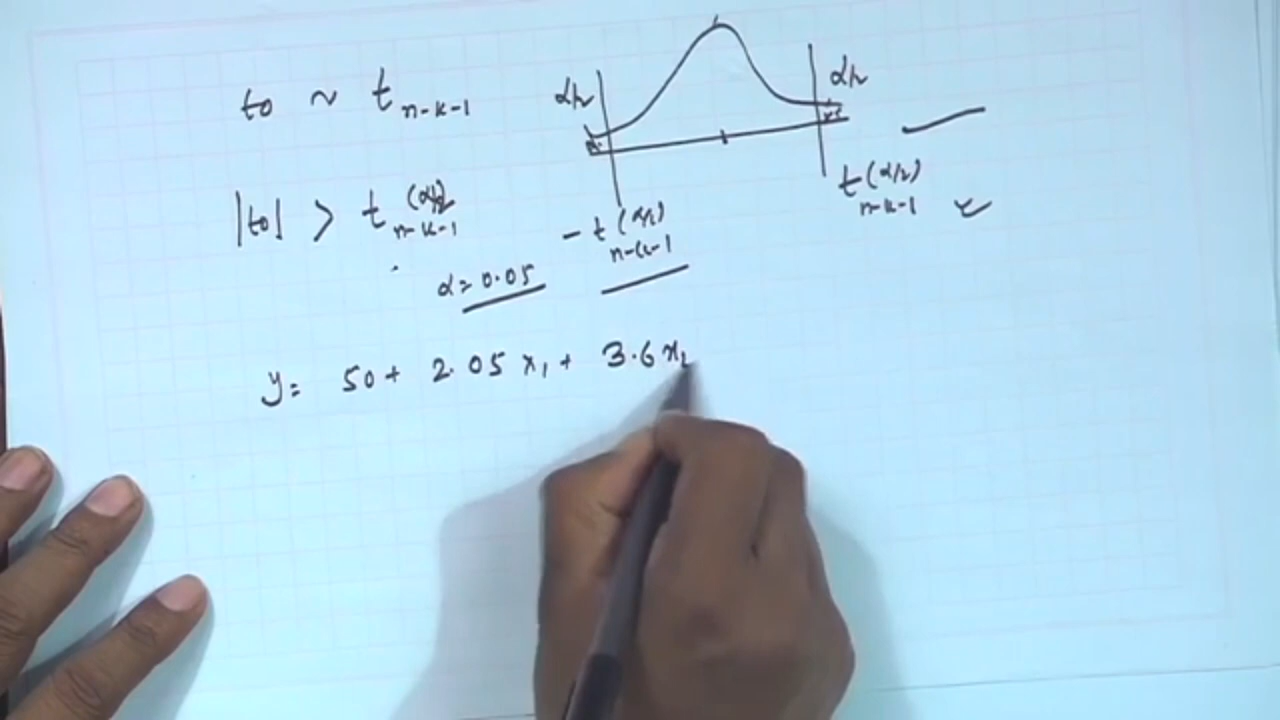 t₀ ~ t n-k-1
α/2
α/2
|t₀| > t (α/2) n-k-1
- t (α/2) n-k-1
t (α/2) n-k-1
α = 0.05
y = 50 + 2.05 x₁ + 3.6 x₂